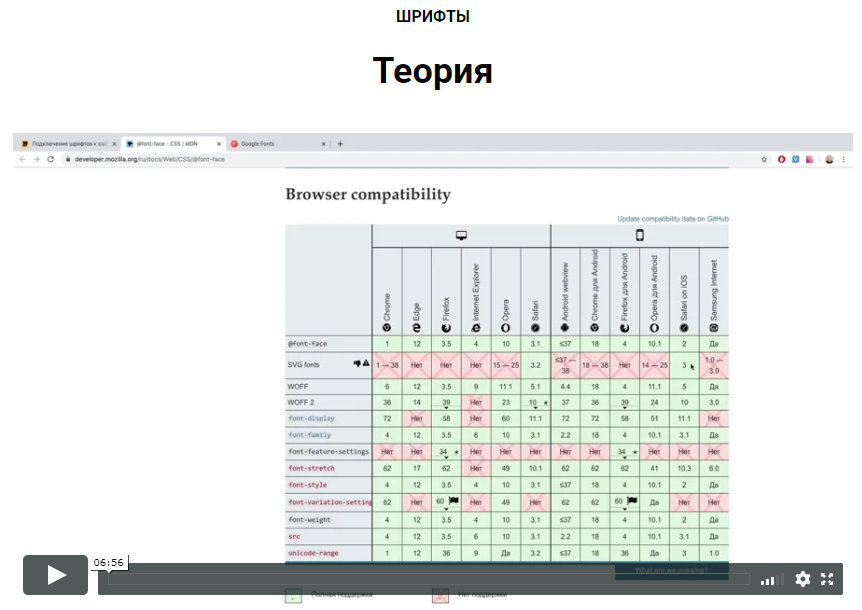 ШРИФТЫ
Теория
Подключение шрифтов к сай
@font-face - CSS | MDN
Google Fonts
developer.mozilla.org/ru/docs/Web/CSS/@font-face
Browser compatibility
Update compatibility data on GitHub
Chrome Edge Firefox Internet Explorer Opera Safari Android webview Chrome для Android Firefox для Android Opera для Android Safari on iOS Samsung Internet
@font-face 1 12 3.5 4 10 3.1 ≤37 18 4 10.1 2 Да
SVG fonts 1 — 38 Нет Нет Нет 15 — 25 3.2 ≤37 — 38 18 — 38 Нет 14 — 25 3 1.0 — 3.0
WOFF 6 12 3.5 9 11.1 5.1 4.4 18 4 11.1 5 Да
WOFF 2 36 14 39 Нет 23 10 * 37 36 39 24 10 3.0
font-display 72 Нет 58 Нет 60 11.1 72 72 58 51 11.1 Нет
font-family 4 12 3.5 6 10 3.1 2.2 18 4 10.1 3.1 Да
font-feature-settings Нет Нет 34 * Нет Нет Нет Нет Нет 34 * Нет Нет Нет
font-stretch 62 17 62 Нет 49 10.1 62 62 62 41 10.3 6.0
font-style 4 12 3.5 4 10 3.1 ≤37 18 4 10.1 2 Да
font-variation-setting 62 Нет 60 Нет 49 Нет 62 62 60 Да Нет Нет
font-weight 4 12 3.5 4 10 3.1 ≤37 18 4 10.1 2 Да
src 4 12 3.5 6 10 3.1 2.2 18 4 10.1 3.1 Да
unicode-range 1 12 36 9 Да 3.2 ≤37 18 36 Да 3 1.0
What are we missing?
06:56
Полная поддержка
Нет поддержки